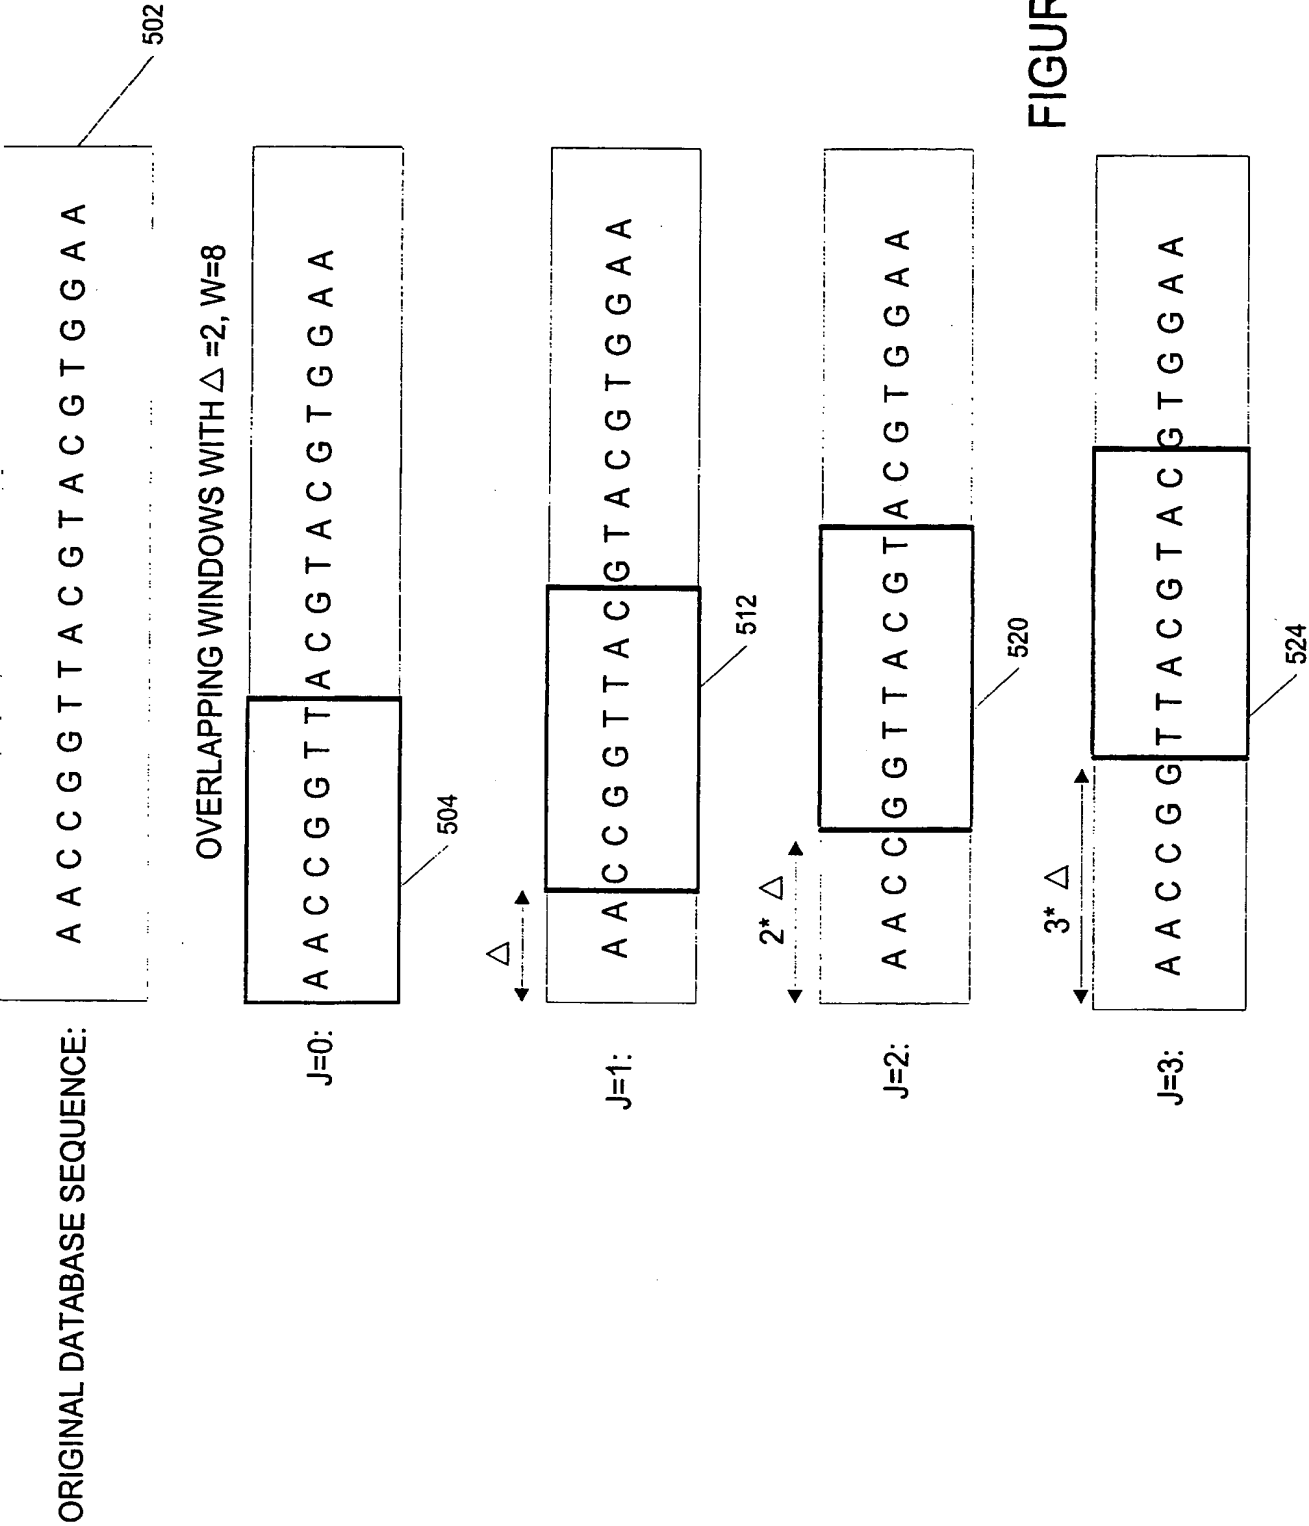 ORIGINAL DATABASE SEQUENCE:
A A C C G G T T A C G T A C G T G G A A
502
OVERLAPPING WINDOWS WITH △ =2, W=8
J=0:
A A C C G G T T A C G T A C G T G G A A
504
△
J=1:
A A C C G G T T A C G T A C G T G G A A
512
2* △
J=2:
A A C C G G T T A C G T A C G T G G A A
520
3* △
J=3:
A A C C G G T T A C G T A C G T G G A A
524
FIGUR